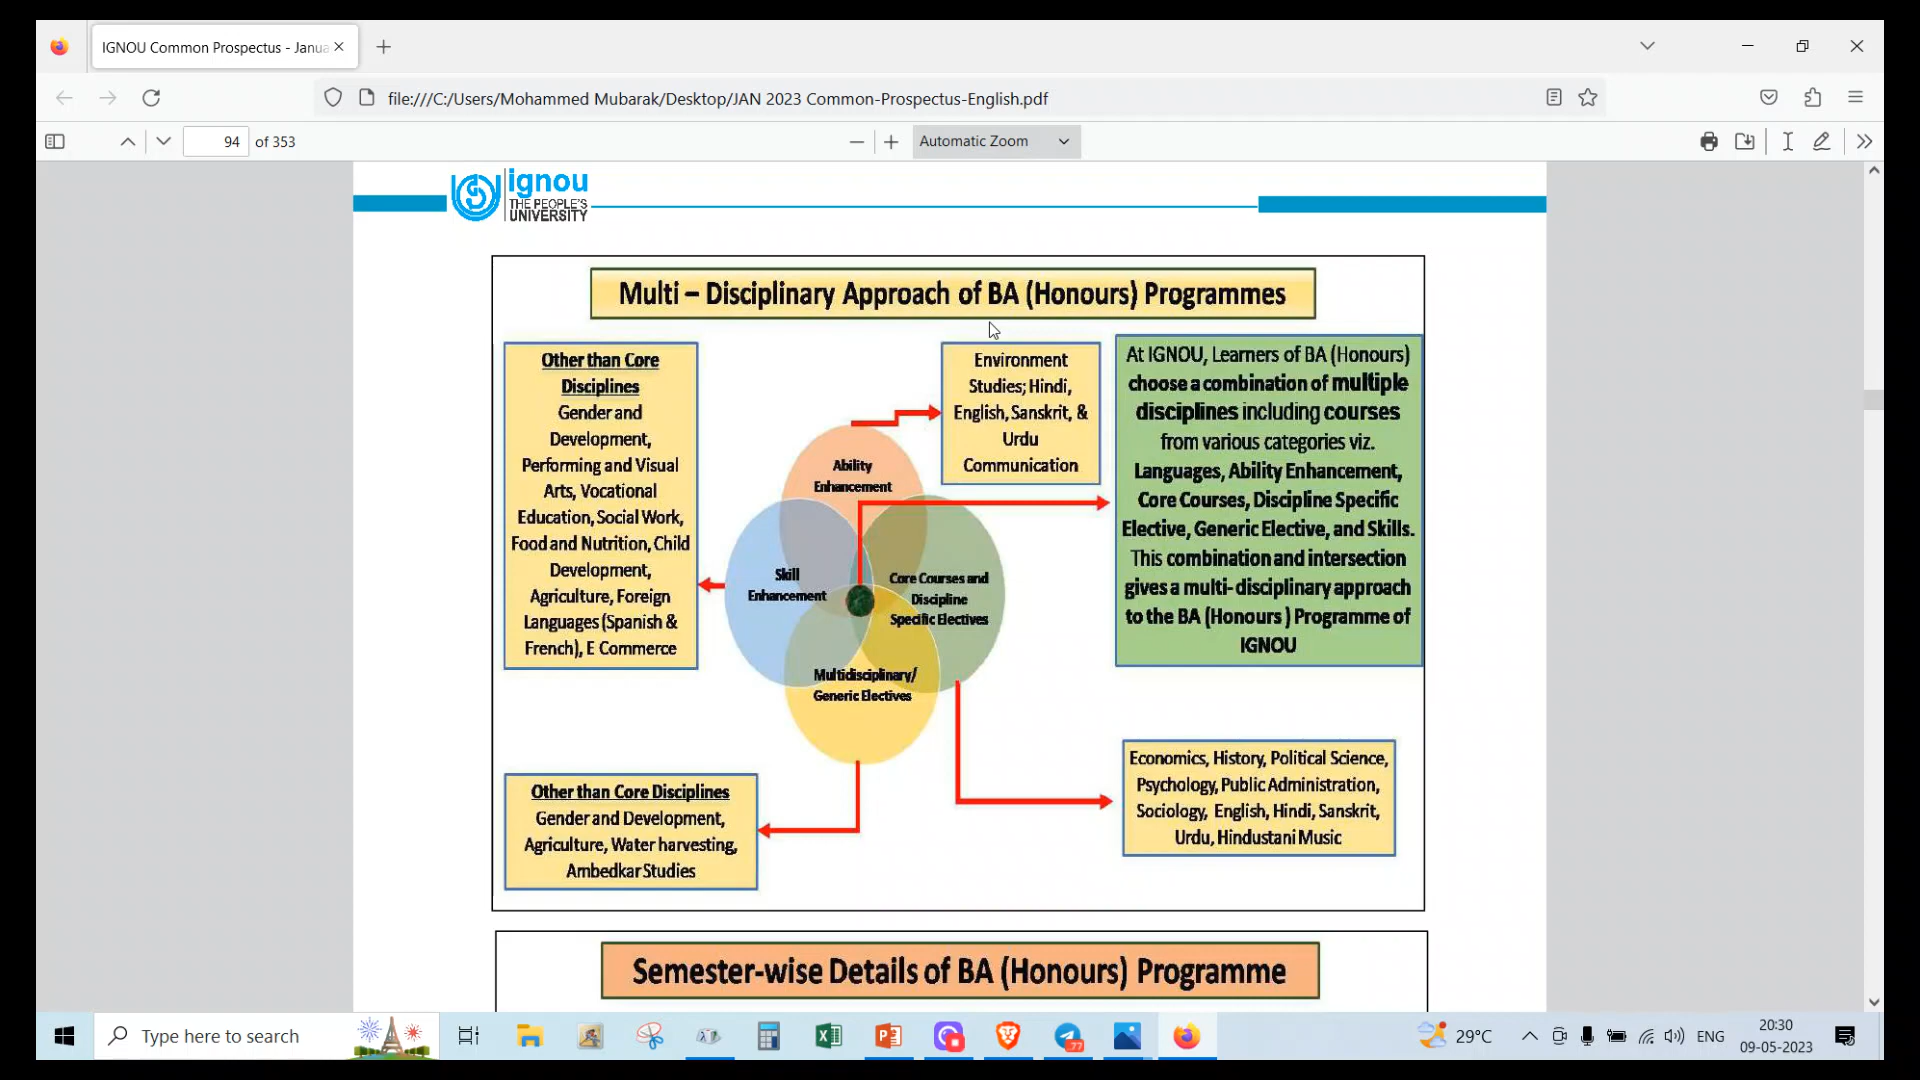 IGNOU Common Prospectus - Janua
file:///C:/Users/Mohammed Mubarak/Desktop/JAN 2023 Common-Prospectus-English.pdf
94 of 353
Automatic Zoom
ignou
THE PEOPLE'S
UNIVERSITY
Multi – Disciplinary Approach of BA (Honours) Programmes
Other than Core
Disciplines
Gender and
Development,
Performing and Visual
Arts, Vocational
Education, Social Work,
Food and Nutrition, Child
Development,
Agriculture, Foreign
Languages (Spanish &
French), E Commerce
Environment
Studies; Hindi,
English, Sanskrit, &
Urdu
Communication
At IGNOU, Learners of BA (Honours)
choose a combination of multiple
disciplines including courses
from various categories viz.
Languages, Ability Enhancement,
Core Courses, Discipline Specific
Elective, Generic Elective, and Skills.
This combination and intersection
gives a multi-disciplinary approach
to the BA (Honours ) Programme of
IGNOU
Ability
Enhancement
Skill
Enhancement
Core Courses and
Discipline
Specific Electives
Multidisciplinary/
Generic Electives
Other than Core Disciplines
Gender and Development,
Agriculture, Water harvesting,
Ambedkar Studies
Economics, History, Political Science,
Psychology, Public Administration,
Sociology, English, Hindi, Sanskrit,
Urdu, Hindustani Music
Semester-wise Details of BA (Honours) Programme
Type here to search
77
29°C
ENG
20:30
09-05-2023